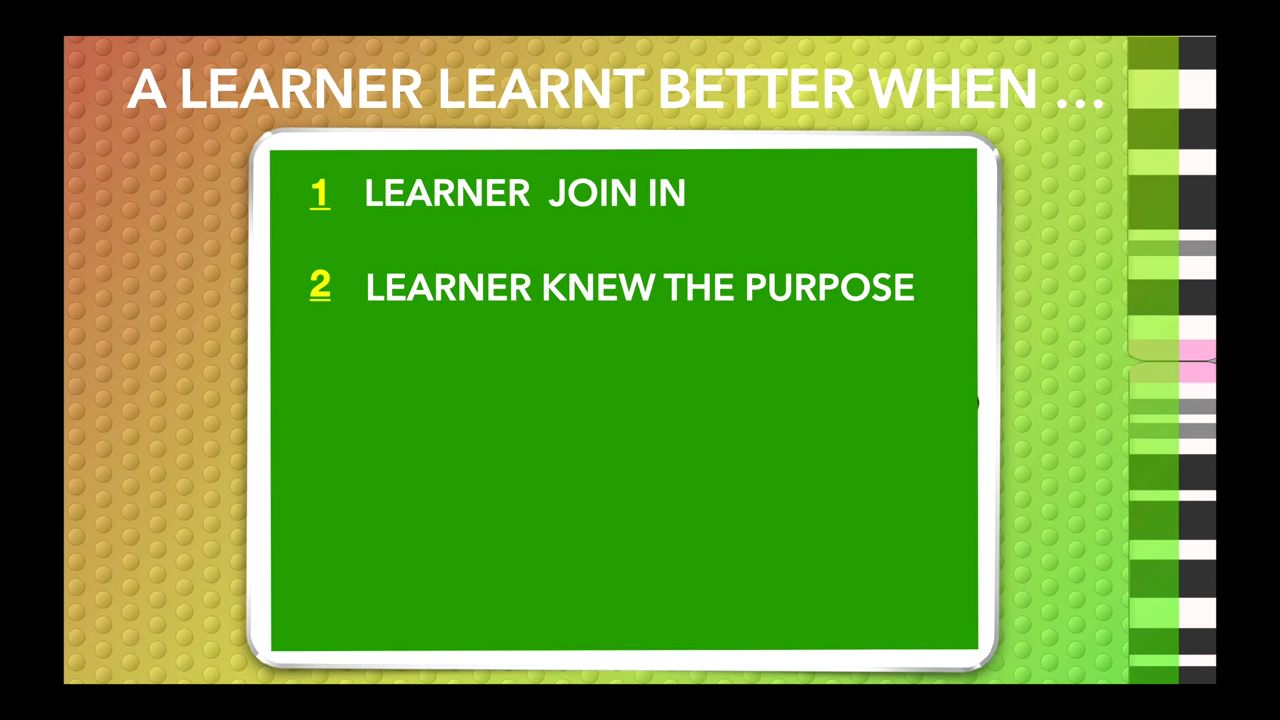 A LEARNER LEARNT BETTER WHEN ...
1 LEARNER JOIN IN
2 LEARNER KNEW THE PURPOSE